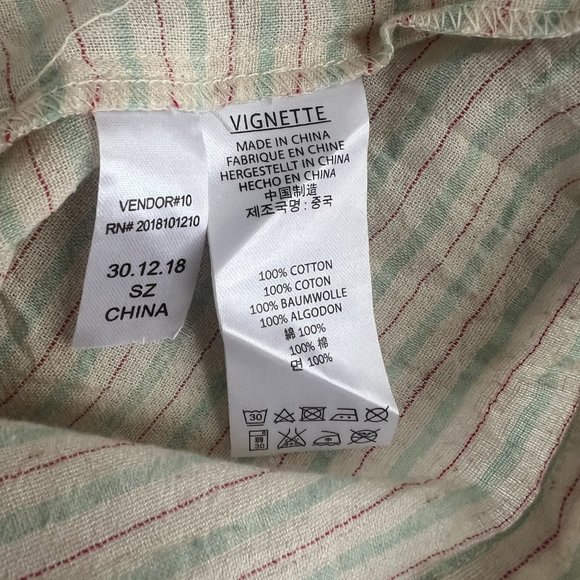 VENDOR#10
RN# 2018101210
30.12.18
SZ
CHINA
VIGNETTE
MADE IN CHINA
FABRIQUE EN CHINE
HERGESTELLT IN CHINA
HECHO EN CHINA
中国制造
제조국명 : 중국
100% COTTON
100% COTON
100% BAUMWOLLE
100% ALGODON
綿 100%
100% 棉
면 100%
30
30